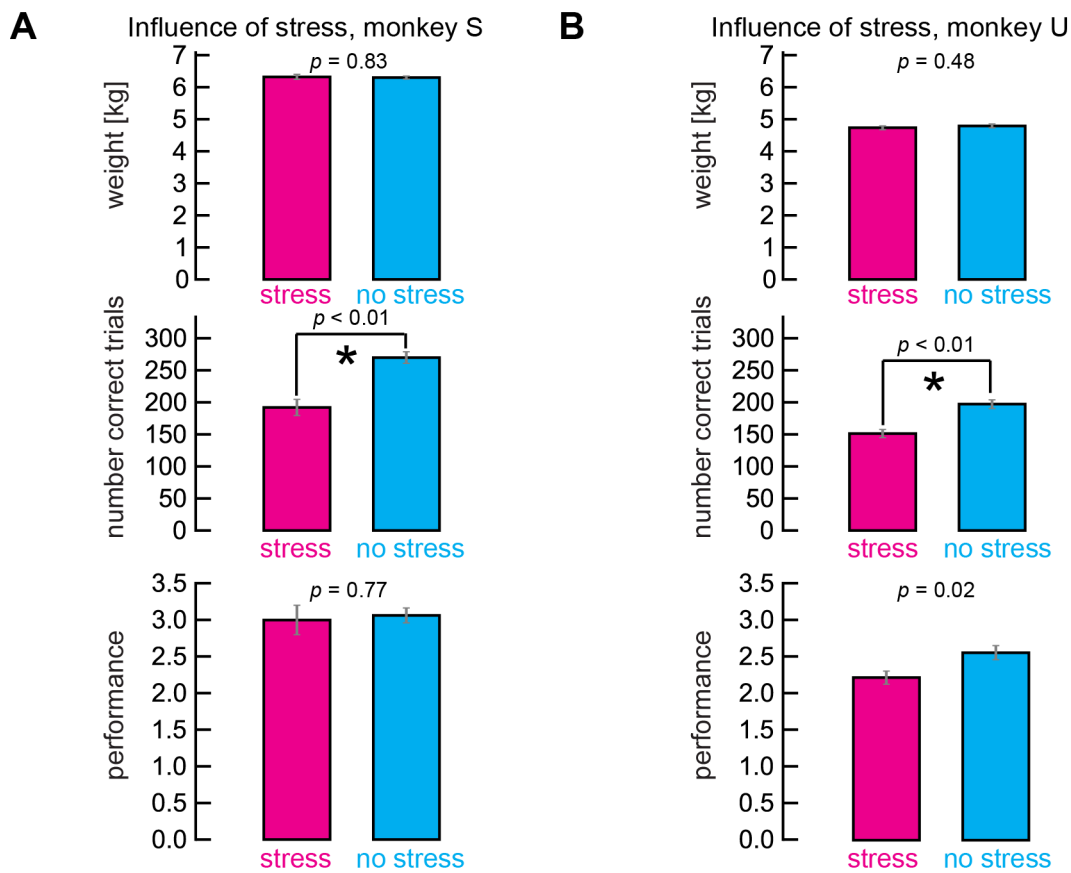 A
Influence of stress, monkey S
p = 0.83
weight [kg]
7
6
5
4
3
2
1
0
stress no stress
p < 0.01
*
number correct trials
300
250
200
150
100
50
0
stress no stress
p = 0.77
performance
3.5
3.0
2.5
2.0
1.5
1.0
0.5
0.0
stress no stress
B
Influence of stress, monkey U
p = 0.48
weight [kg]
7
6
5
4
3
2
1
0
stress no stress
p < 0.01
*
number correct trials
300
250
200
150
100
50
0
stress no stress
p = 0.02
performance
3.5
3.0
2.5
2.0
1.5
1.0
0.5
0.0
stress no stress